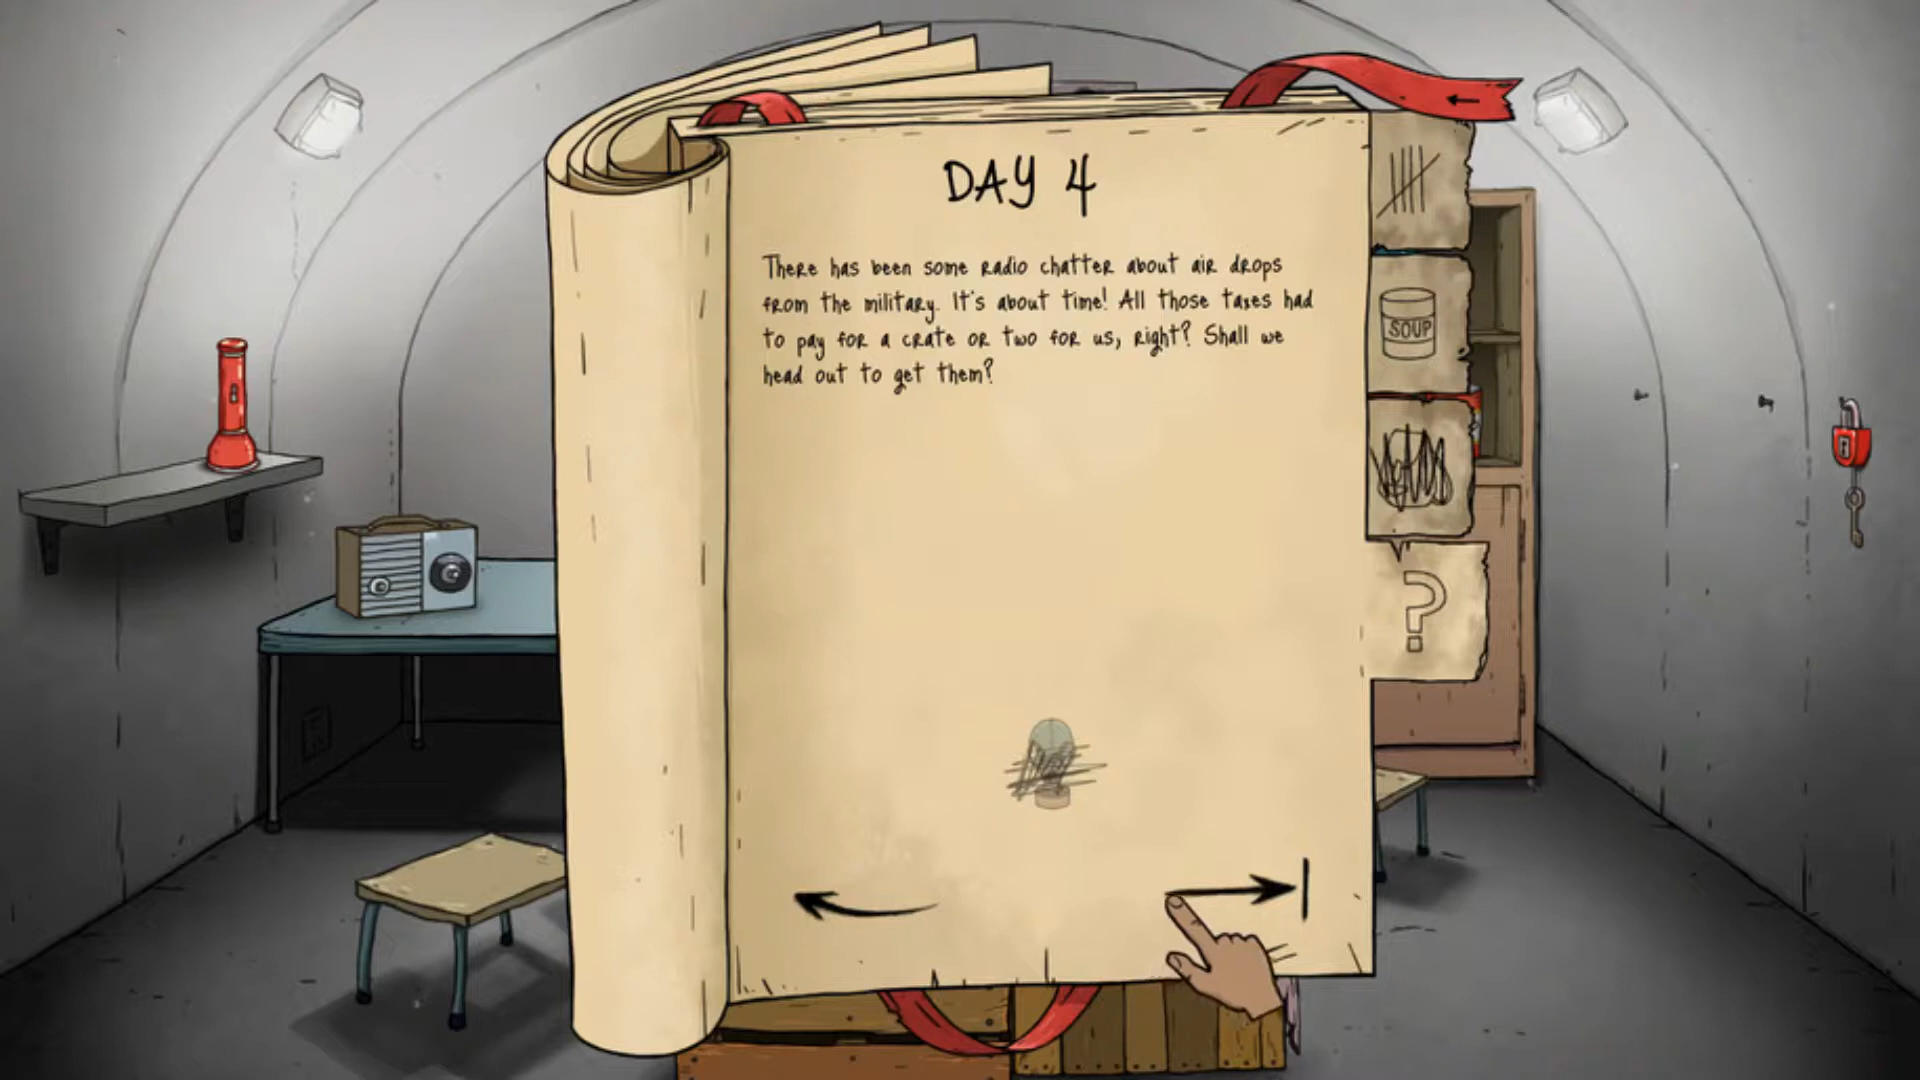 DAY 4
There has been some radio chatter about air drops
from the military. It's about time! All those taxes had
to pay for a crate or two for us, right? Shall we
head out to get them?
SOUP
?